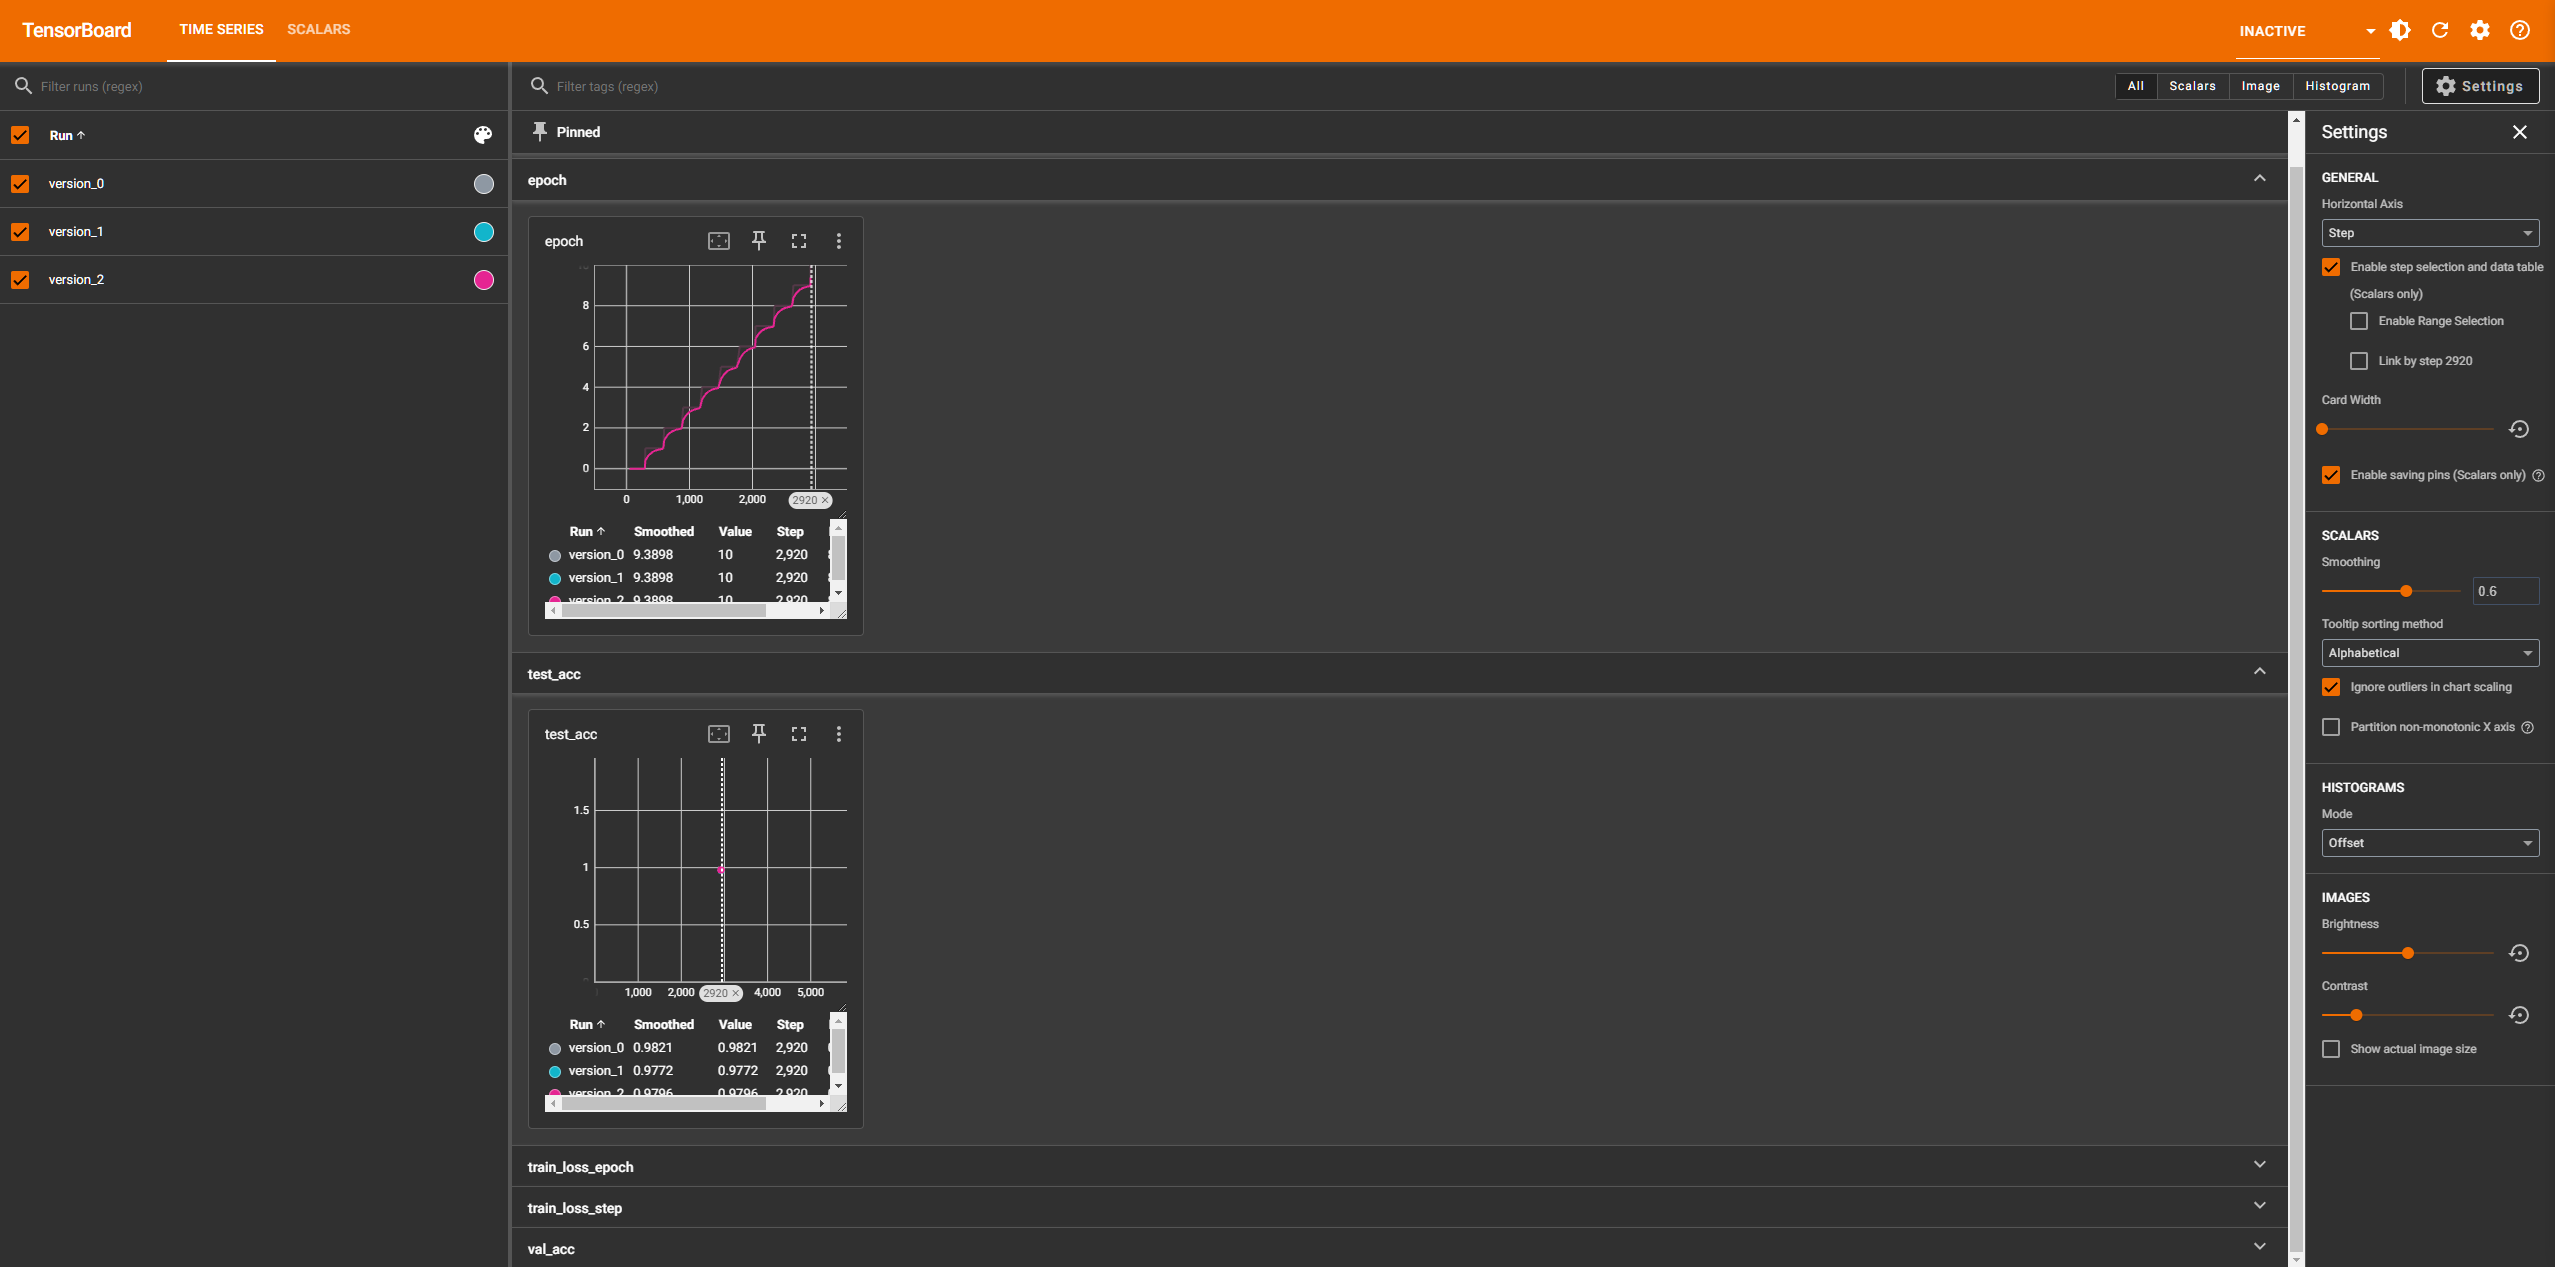 TensorBoard TIME SERIES SCALARS INACTIVE
Filter runs (regex)
Run
version_0
version_1
version_2
Filter tags (regex)
All Scalars Image Histogram Settings
Pinned
epoch
epoch
8
6
4
2
0
0 1,000 2,000 2920
Run Smoothed Value Step
version_0 9.3898 10 2,920
version_1 9.3898 10 2,920
version_2 9.3898 10 2,920
test_acc
test_acc
1.5
1
0.5
1,000 2,000 2920 4,000 5,000
Run Smoothed Value Step
version_0 0.9821 0.9821 2,920
version_1 0.9772 0.9772 2,920
version_2 0.9796 0.9796 2,920
train_loss_epoch
train_loss_step
val_acc
Settings
GENERAL
Horizontal Axis
Step
Enable step selection and data table
(Scalars only)
Enable Range Selection
Link by step 2920
Card Width
Enable saving pins (Scalars only)
SCALARS
Smoothing
0.6
Tooltip sorting method
Alphabetical
Ignore outliers in chart scaling
Partition non-monotonic X axis
HISTOGRAMS
Mode
Offset
IMAGES
Brightness
Contrast
Show actual image size